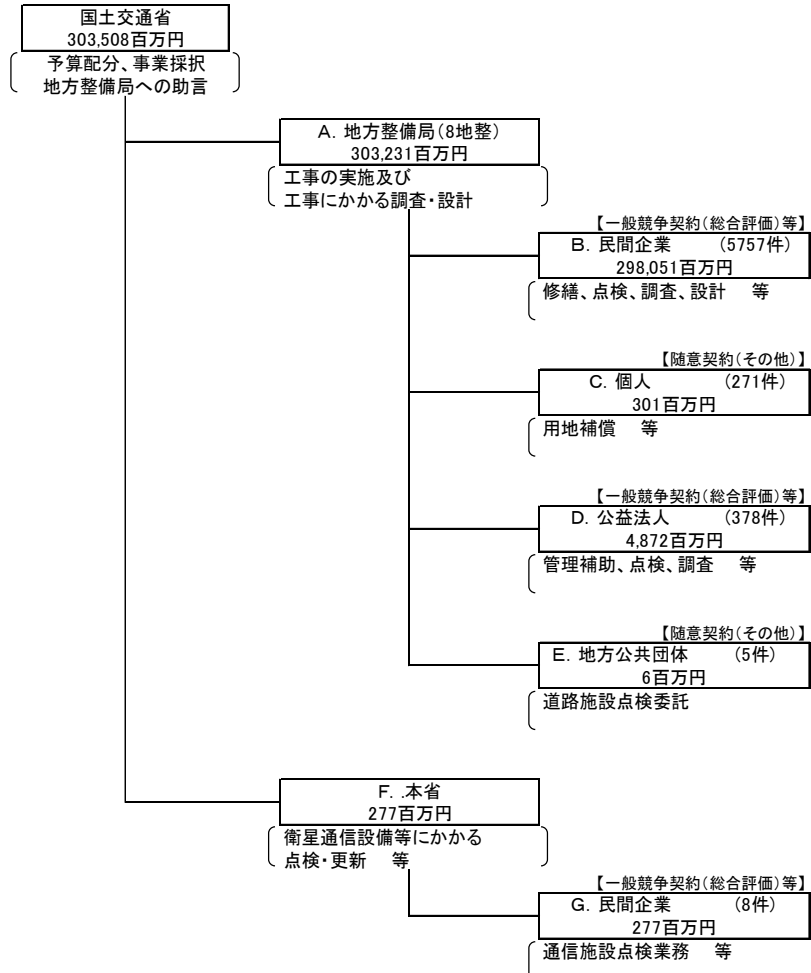 国土交通省
303,508百万円
予算配分、事業採択
地方整備局への助言
A. 地方整備局(8地整)
303,231百万円
工事の実施及び
工事にかかる調査・設計
【一般競争契約(総合評価)等】
B. 民間企業 (5757件)
298,051百万円
修繕、点検、調査、設計 等
【随意契約(その他)】
C. 個人 (271件)
301百万円
用地補償 等
【一般競争契約(総合評価)等】
D. 公益法人 (378件)
4,872百万円
管理補助、点検、調査 等
【随意契約(その他)】
E. 地方公共団体 (5件)
6百万円
道路施設点検委託
F. .本省
277百万円
衛星通信設備等にかかる
点検・更新 等
【一般競争契約(総合評価)等】
G. 民間企業 (8件)
277百万円
通信施設点検業務 等